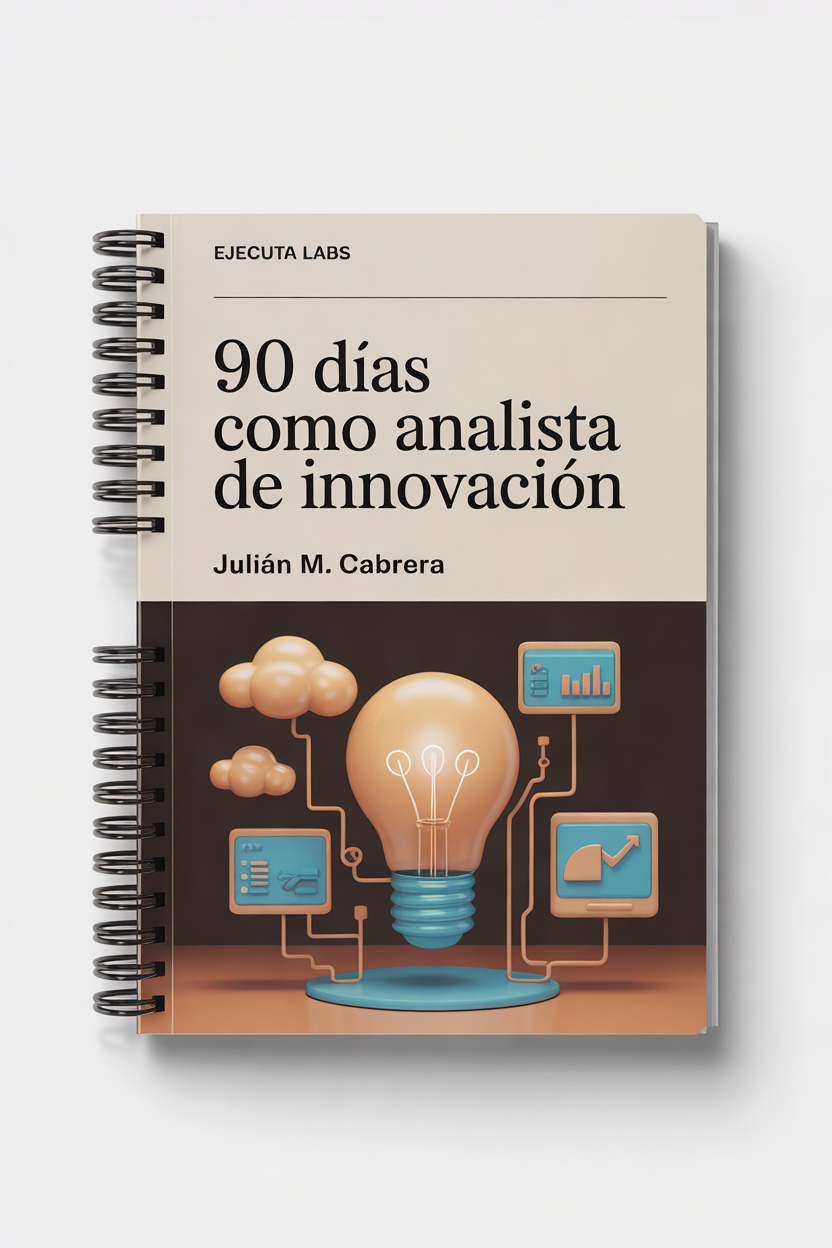 EJECUTA LABS
90 días
como analista
de innovación
Julián M. Cabrera